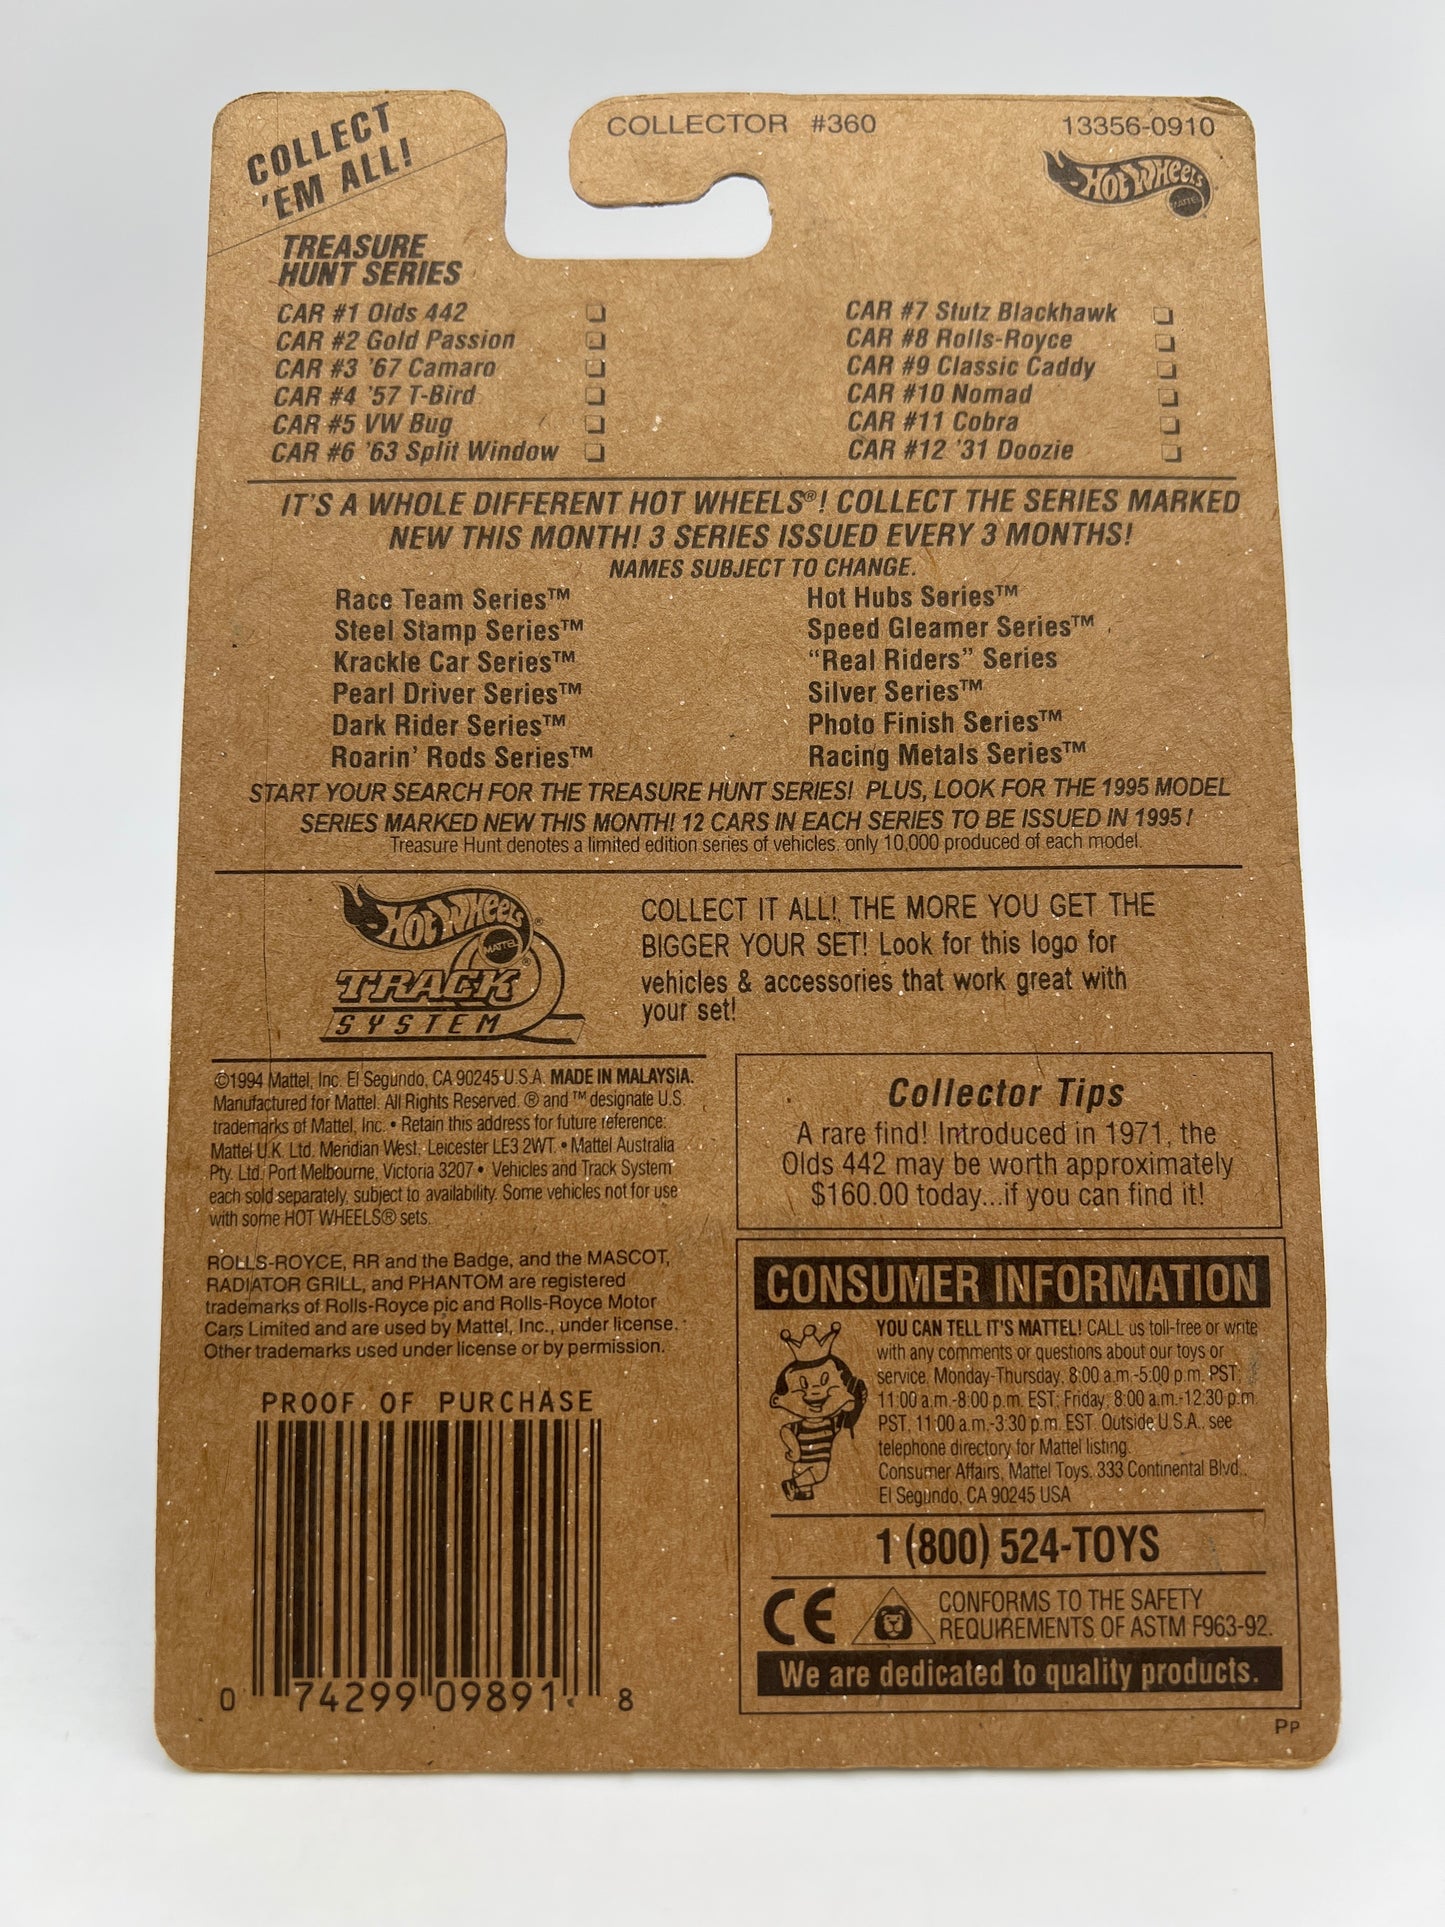 COLLECT
'EM ALL!
COLLECTOR #360
13356-0910
HOT WHEELS
MATTEL
TREASURE
HUNT SERIES
CAR #1 Olds 442
CAR #2 Gold Passion
CAR #3 '67 Camaro
CAR #4 '57 T-Bird
CAR #5 VW Bug
CAR #6 '63 Split Window
CAR #7 Stutz Blackhawk
CAR #8 Rolls-Royce
CAR #9 Classic Caddy
CAR #10 Nomad
CAR #11 Cobra
CAR #12 '31 Doozie
IT'S A WHOLE DIFFERENT HOT WHEELS®! COLLECT THE SERIES MARKED
NEW THIS MONTH! 3 SERIES ISSUED EVERY 3 MONTHS!
NAMES SUBJECT TO CHANGE.
Race Team Series™
Steel Stamp Series™
Krackle Car Series™
Pearl Driver Series™
Dark Rider Series™
Roarin' Rods Series™
Hot Hubs Series™
Speed Gleamer Series™
"Real Riders" Series
Silver Series™
Photo Finish Series™
Racing Metals Series™
START YOUR SEARCH FOR THE TREASURE HUNT SERIES! PLUS, LOOK FOR THE 1995 MODEL
SERIES MARKED NEW THIS MONTH! 12 CARS IN EACH SERIES TO BE ISSUED IN 1995!
Treasure Hunt denotes a limited edition series of vehicles. only 10,000 produced of each model.
HOT WHEELS®
MATTEL
TRACK®
SYSTEM
COLLECT IT ALL! THE MORE YOU GET THE
BIGGER YOUR SET! Look for this logo for
vehicles & accessories that work great with
your set!
©1994 Mattel, Inc. El Segundo, CA 90245 U.S.A. MADE IN MALAYSIA.
Manufactured for Mattel. All Rights Reserved. ® and ™ designate U.S.
trademarks of Mattel, Inc. • Retain this address for future reference:
Mattel U.K. Ltd. Meridian West, Leicester LE3 2WT. • Mattel Australia
Pty. Ltd. Port Melbourne, Victoria 3207 • Vehicles and Track System
each sold separately, subject to availability. Some vehicles not for use
with some HOT WHEELS® sets.
ROLLS-ROYCE, RR and the Badge, and the MASCOT,
RADIATOR GRILL, and PHANTOM are registered
trademarks of Rolls-Royce plc and Rolls-Royce Motor
Cars Limited and are used by Mattel, Inc., under license.
Other trademarks used under license or by permission.
PROOF OF PURCHASE
0 74299 09891 8
Collector Tips
A rare find! Introduced in 1971, the
Olds 442 may be worth approximately
$160.00 today...if you can find it!
CONSUMER INFORMATION
YOU CAN TELL IT'S MATTEL! CALL us toll-free or write
with any comments or questions about our toys or
service. Monday-Thursday, 8:00 a.m.-5:00 p.m. PST;
11:00 a.m.-8:00 p.m. EST; Friday, 8:00 a.m.-12:30 p.m.
PST, 11:00 a.m.-3:30 p.m. EST. Outside U.S.A., see
telephone directory for Mattel listing.
Consumer Affairs, Mattel Toys, 333 Continental Blvd.,
El Segundo, CA 90245 USA
1 (800) 524-TOYS
CE
CONFORMS TO THE SAFETY
REQUIREMENTS OF ASTM F963-92.
We are dedicated to quality products.
PP